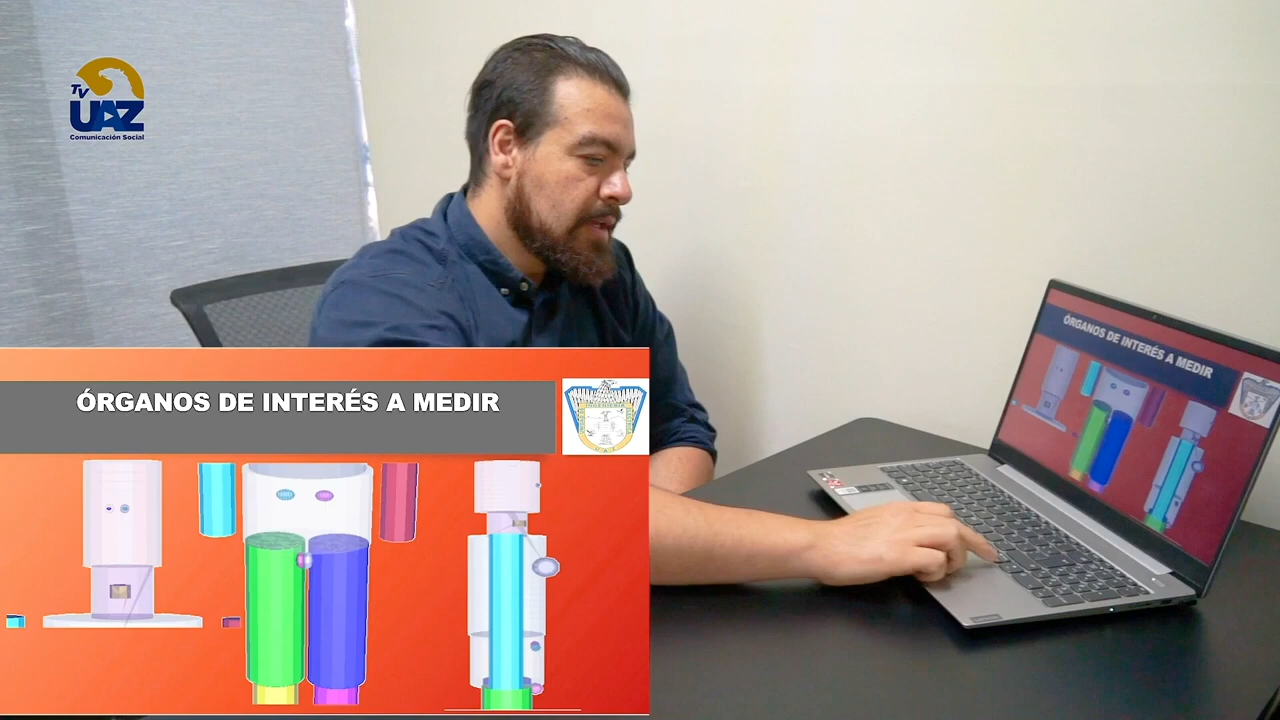 TV
UAZ
Comunicación Social
ÓRGANOS DE INTERÉS A MEDIR
ÓRGANOS DE INTERÉS A MEDIR